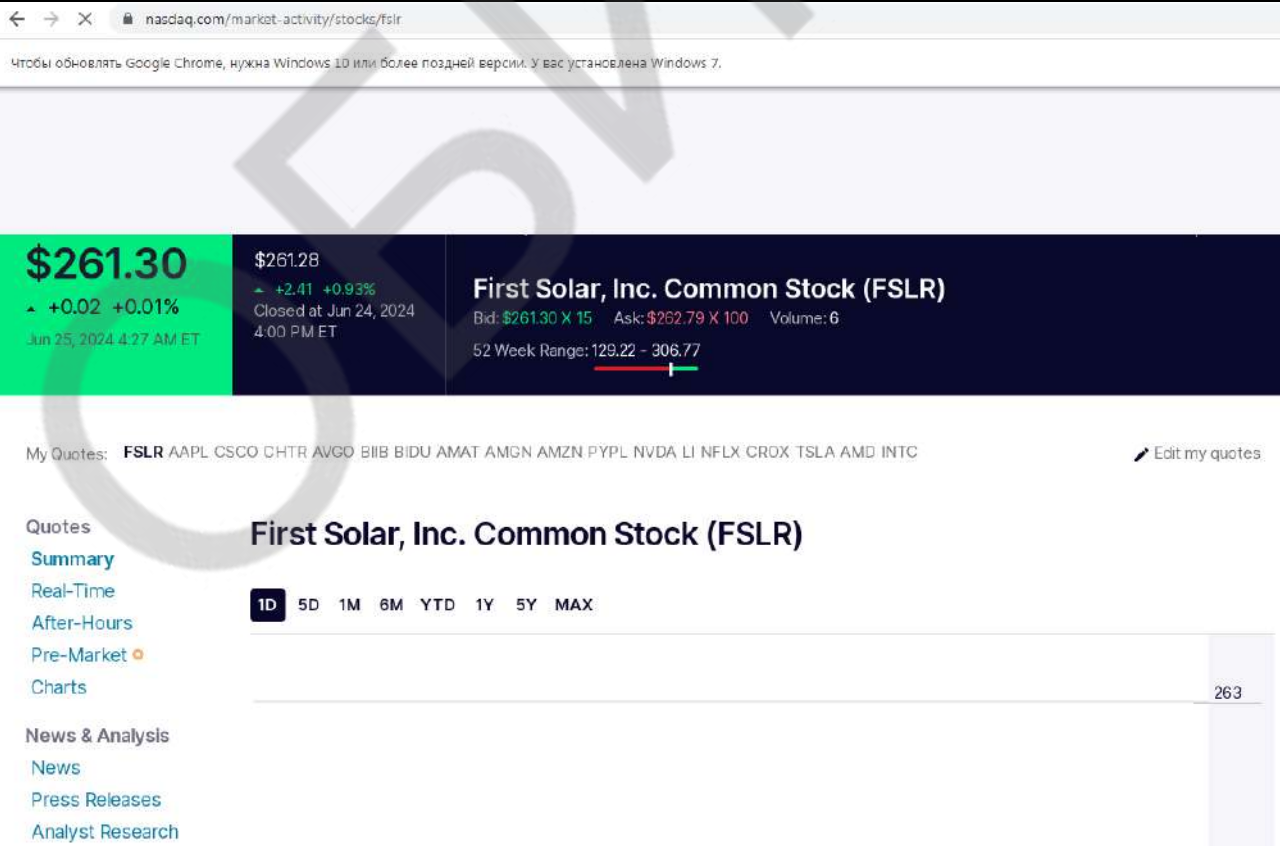 nasdaq.com/market-activity/stocks/fslr
Чтобы обновлять Google Chrome, нужна Windows 10 или более поздней версии. У вас установлена Windows 7.
$261.30
+0.02 +0.01%
Jun 25, 2024 4:27 AM ET
$261.28
+2.41 +0.93%
Closed at Jun 24, 2024
4:00 PM ET
First Solar, Inc. Common Stock (FSLR)
Bid: $261.30 X 15 Ask: $262.79 X 100 Volume: 6
52 Week Range: 129.22 - 306.77
My Quotes: FSLR AAPL CSCO CHTR AVGO BIIB BIDU AMAT AMGN AMZN PYPL NVDA LI NFLX CROX TSLA AMD INTC
Edit my quotes
Quotes
Summary
Real-Time
After-Hours
Pre-Market
Charts
News & Analysis
News
Press Releases
Analyst Research
First Solar, Inc. Common Stock (FSLR)
1D 5D 1M 6M YTD 1Y 5Y MAX
263